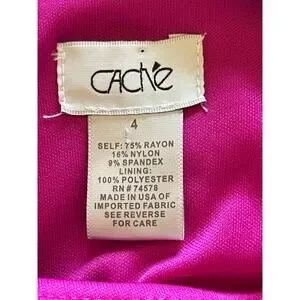 CACHÉ
4
SELF: 75% RAYON
16% NYLON
9% SPANDEX
LINING:
100% POLYESTER
RN # 74578
MADE IN USA OF
IMPORTED FABRIC
SEE REVERSE
FOR CARE